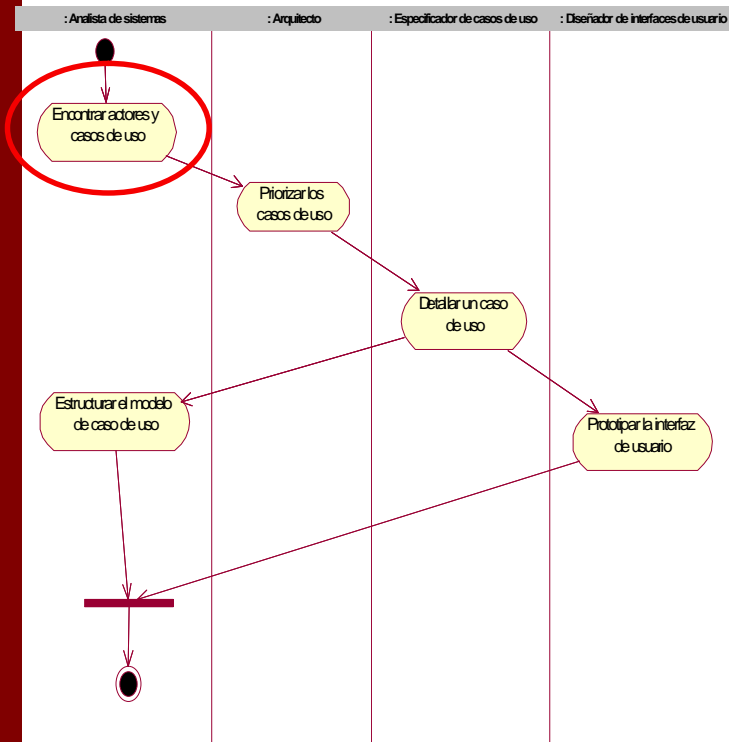 : Analista de sistemas
: Arquitecto
: Especificador de casos de uso
: Diseñador de interfaces de usuario
Encontrar actores y
casos de uso
Priorizar los
casos de uso
Detallar un caso
de uso
Estructurar el modelo
de caso de uso
Prototipar la interfaz
de usuario